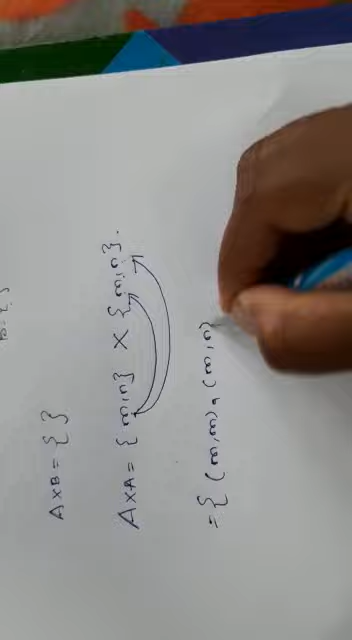 A×B = { }
A×A = { m,n} × {m,n}.
= { (m,m), (m,n)